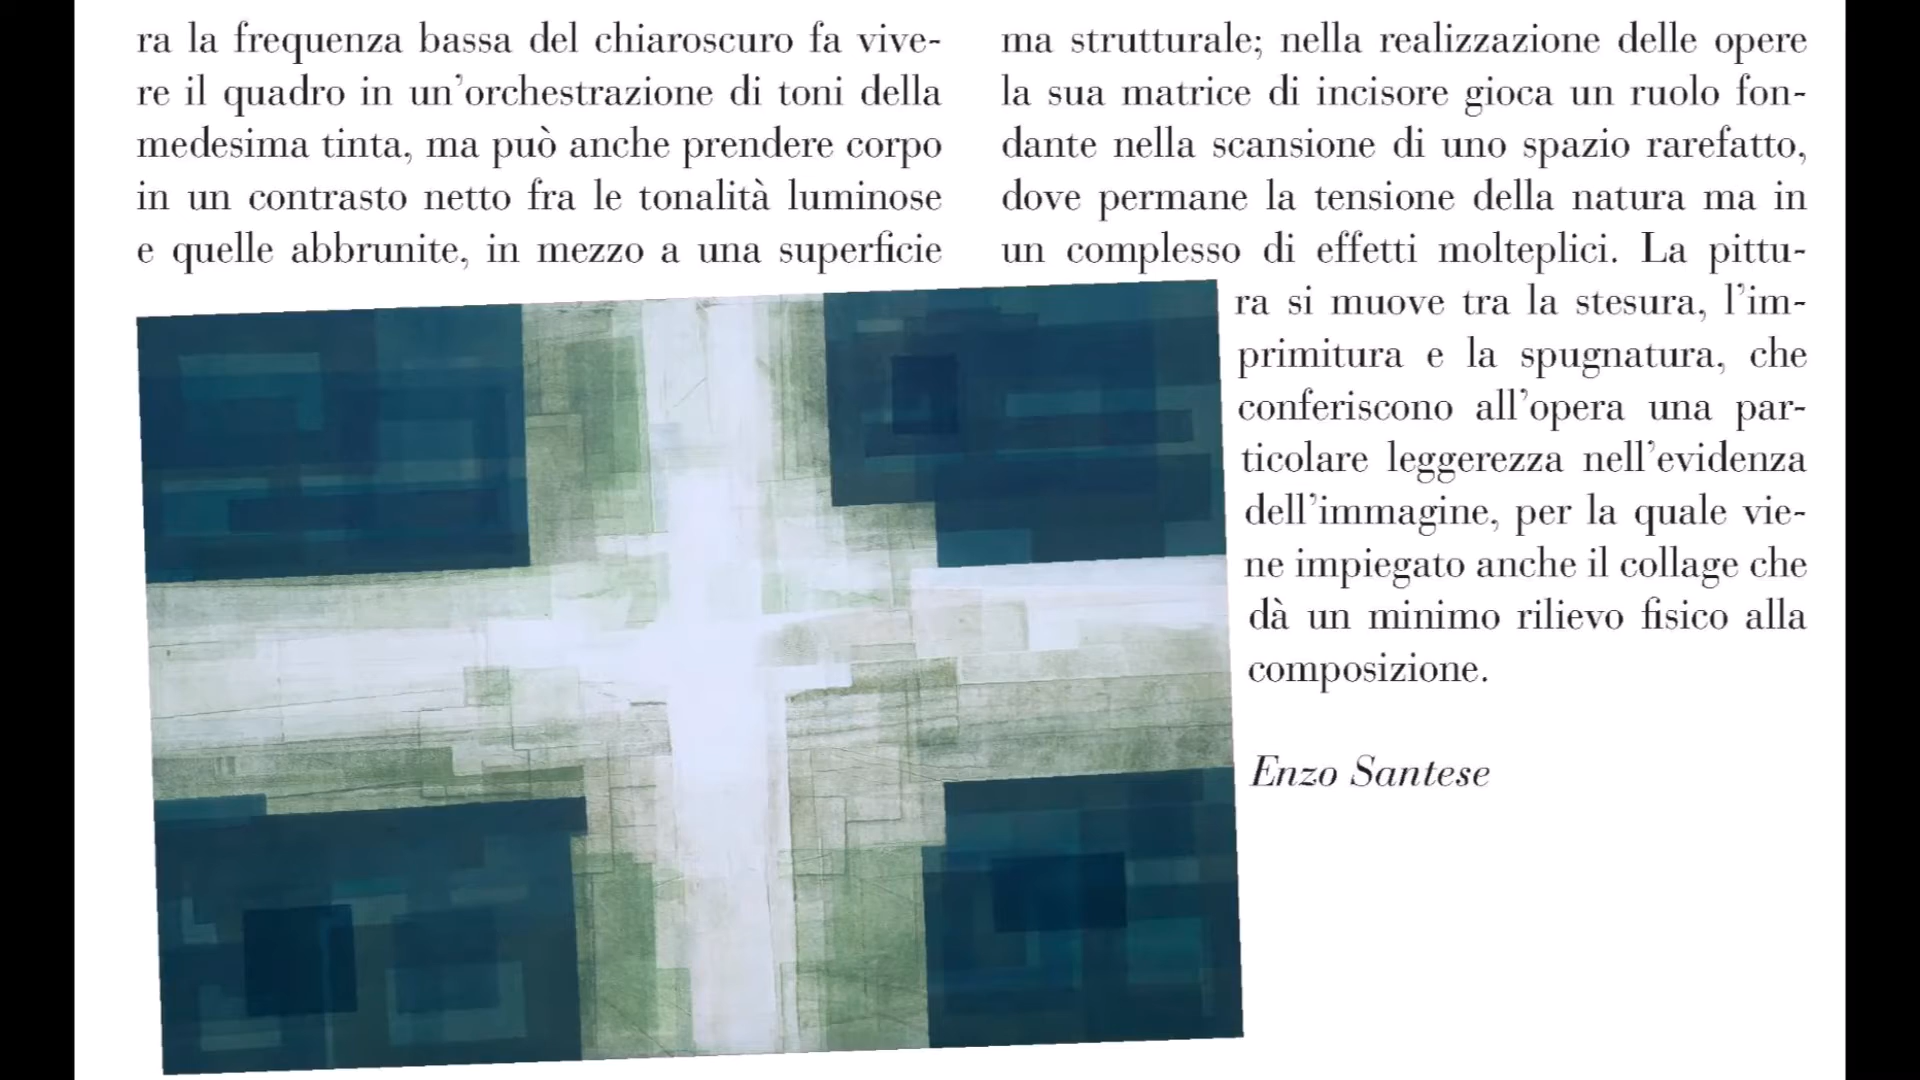 ra la frequenza bassa del chiaroscuro fa vive-
re il quadro in un'orchestrazione di toni della
medesima tinta, ma può anche prendere corpo
in un contrasto netto fra le tonalità luminose
e quelle abbrunite, in mezzo a una superficie
ma strutturale; nella realizzazione delle opere
la sua matrice di incisore gioca un ruolo fon-
dante nella scansione di uno spazio rarefatto,
dove permane la tensione della natura ma in
un complesso di effetti molteplici. La pittu-
ra si muove tra la stesura, l'im-
primitura e la spugnatura, che
conferiscono all'opera una par-
ticolare leggerezza nell'evidenza
dell'immagine, per la quale vie-
ne impiegato anche il collage che
dà un minimo rilievo fisico alla
composizione.
Enzo Santese